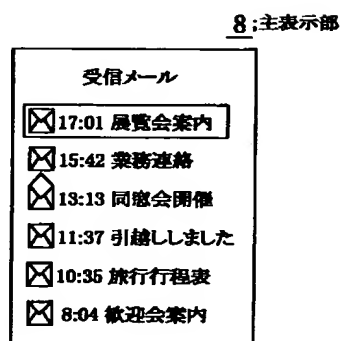 8;主表示部
受信メール
17:01 展覧会案内
15:42 業務連絡
13:13 同窓会開催
11:37 引越ししました
10:35 旅行行程表
8:04 歓迎会案内